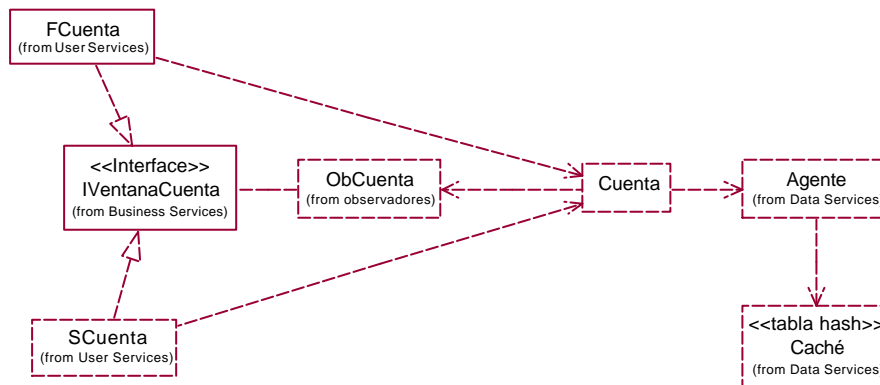 FCuenta
(from User Services)
<<Interface>>
IVentanaCuenta
(from Business Services)
ObCuenta
(from observadores)
Cuenta
Agente
(from Data Services)
SCuenta
(from User Services)
<<tabla hash>>
Caché
(from Data Services)